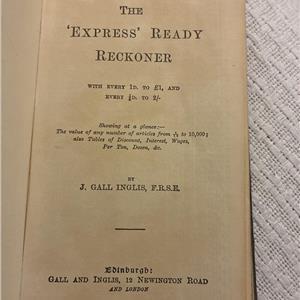 THE
'EXPRESS' READY
RECKONER
WITH EVERY 1D. TO £1, AND
EVERY ½D. TO 2/-
Showing at a glance:—
The value of any number of articles from 1/16 to 10,000;
also Tables of Discount, Interest, Wages,
Per Ton, Dozen, &c.
BY
J. GALL INGLIS, F.R.S.E.
Edinburgh:
GALL AND INGLIS, 12 NEWINGTON ROAD
AND LONDON